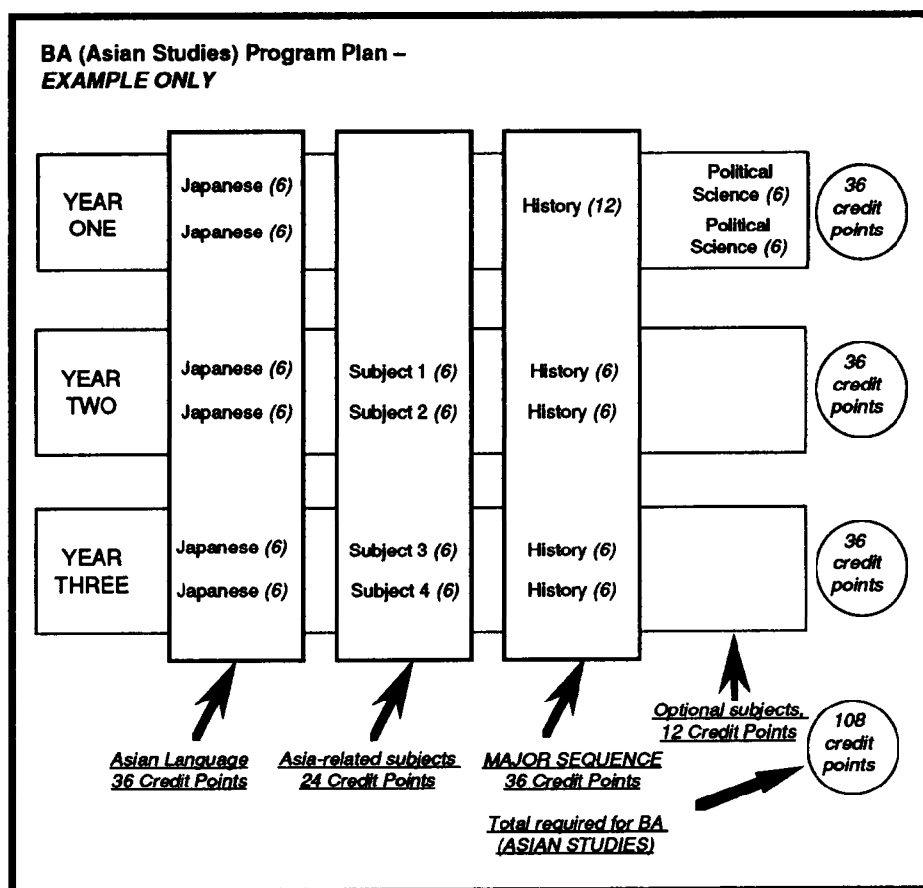 BA (Asian Studies) Program Plan –
EXAMPLE ONLY
YEAR
ONE
Japanese (6)
Japanese (6)
History (12)
Political
Science (6)
Political
Science (6)
36
credit
points
YEAR
TWO
Japanese (6)
Japanese (6)
Subject 1 (6)
Subject 2 (6)
History (6)
History (6)
36
credit
points
YEAR
THREE
Japanese (6)
Japanese (6)
Subject 3 (6)
Subject 4 (6)
History (6)
History (6)
36
credit
points
Asian Language
36 Credit Points
Asia-related subjects
24 Credit Points
MAJOR SEQUENCE
36 Credit Points
Optional subjects,
12 Credit Points
108
credit
points
Total required for BA
(ASIAN STUDIES)